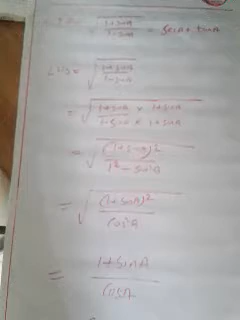 √(1+sinA / 1-sinA) = secA + tanA
LHS = √(1+sinA / 1-sinA)
= √(1+sinA / 1-sinA × 1+sinA / 1+sinA)
= √((1+sinA)² / 1² - sin²A)
= √((1+sinA)² / cos²A)
= 1+sinA / cosA